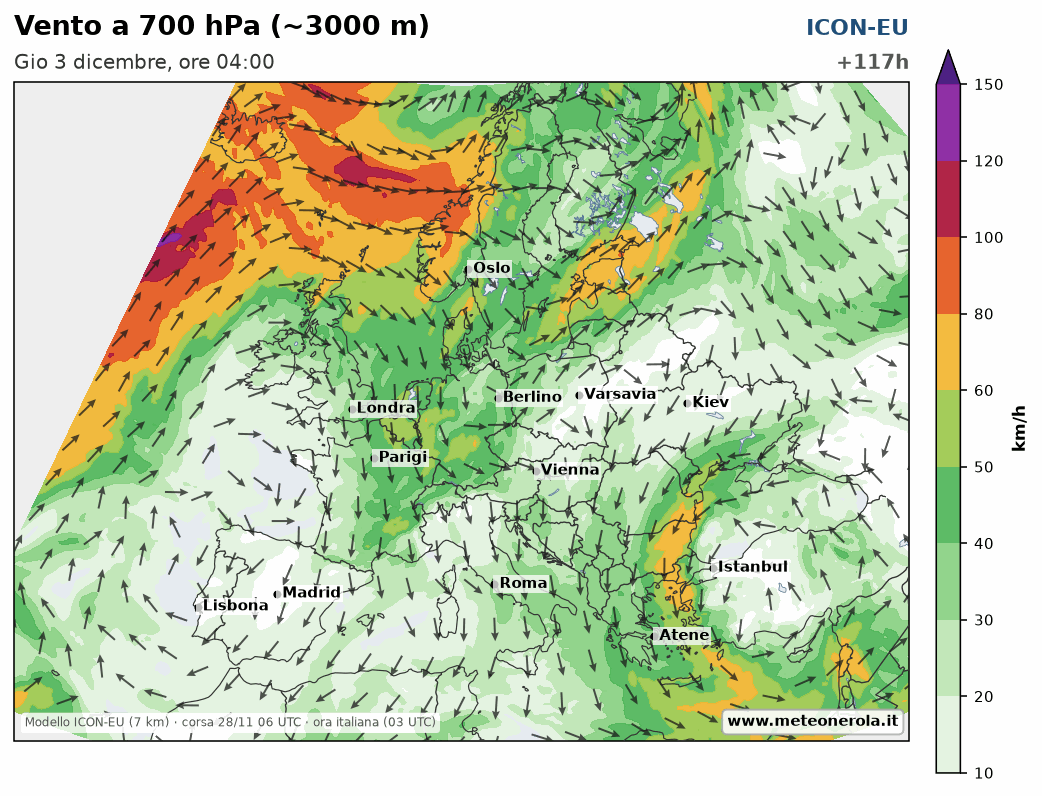 Vento a 700 hPa (~3000 m)
ICON-EU
Gio 3 dicembre, ore 04:00
+117h
150
120
100
80
60
50
40
30
20
10
km/h
Oslo
Londra
Berlino
Varsavia
Kiev
Parigi
Vienna
Istanbul
Roma
Madrid
Lisbona
Atene
Modello ICON-EU (7 km) · corsa 28/11 06 UTC · ora italiana (03 UTC)
www.meteonerola.it